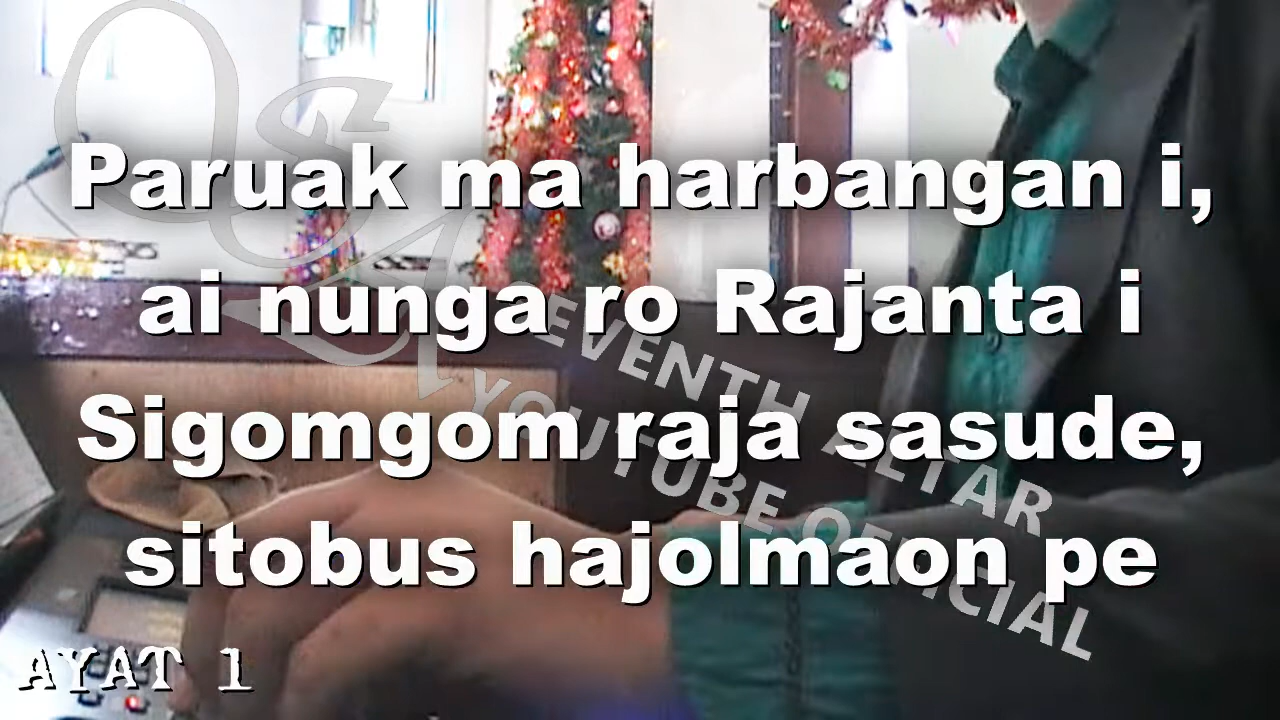 Paruak ma harbangan i,
ai nunga ro Rajanta i
Sigomgom raja sasude,
sitobus hajolmaon pe
AYAT 1
QSA
SEVENTH ALTAR
YOUTUBE OFFICIAL